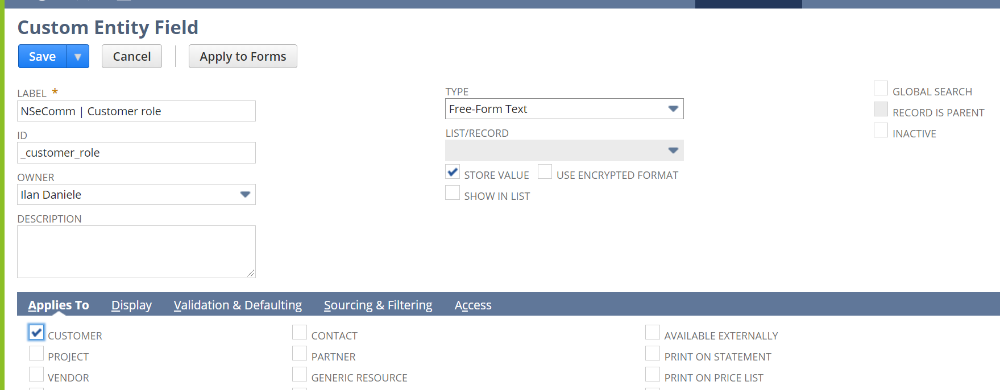 Custom Entity Field
Save
Cancel
Apply to Forms
LABEL *
NSeComm | Customer role
ID
_customer_role
OWNER
Ilan Daniele
DESCRIPTION
TYPE
Free-Form Text
LIST/RECORD
STORE VALUE USE ENCRYPTED FORMAT
SHOW IN LIST
GLOBAL SEARCH
RECORD IS PARENT
INACTIVE
Applies To Display Validation & Defaulting Sourcing & Filtering Access
CUSTOMER
PROJECT
VENDOR
CONTACT
PARTNER
GENERIC RESOURCE
AVAILABLE EXTERNALLY
PRINT ON STATEMENT
PRINT ON PRICE LIST